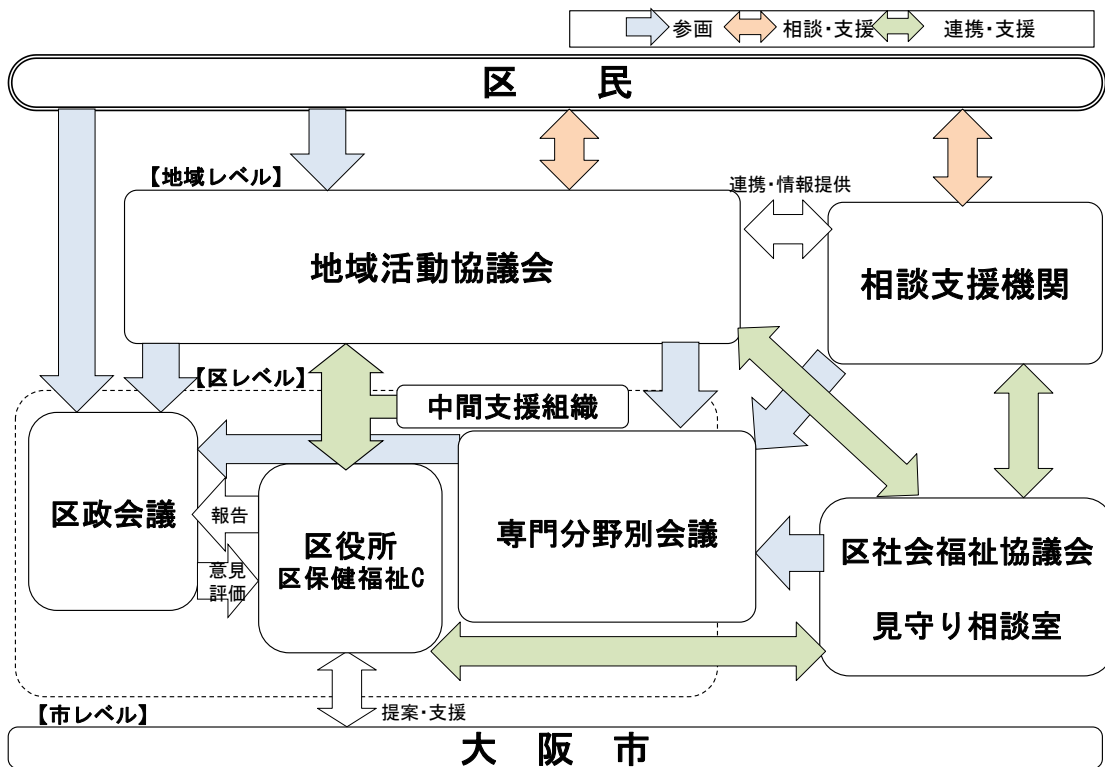 参画 相談・支援 連携・支援
区　民
【地域レベル】
連携・情報提供
地域活動協議会
相談支援機関
【区レベル】
中間支援組織
区政会議
報告
意見
評価
区役所
区保健福祉C
専門分野別会議
区社会福祉協議会
見守り相談室
【市レベル】
提案・支援
大　阪　市